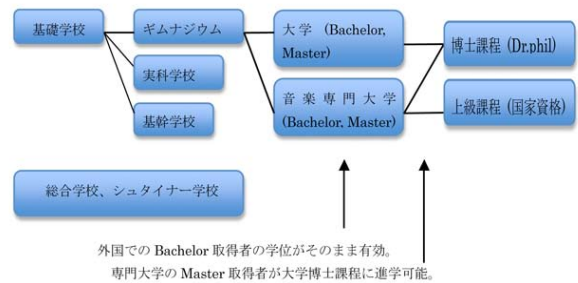 基礎学校
ギムナジウム
大学 (Bachelor,
Master)
博士課程 (Dr.phil)
実科学校
音楽専門大学
(Bachelor, Master)
上級課程 (国家資格)
基幹学校
総合学校、シュタイナー学校
外国での Bachelor 取得者の学位がそのまま有効。
専門大学の Master 取得者が大学博士課程に進学可能。